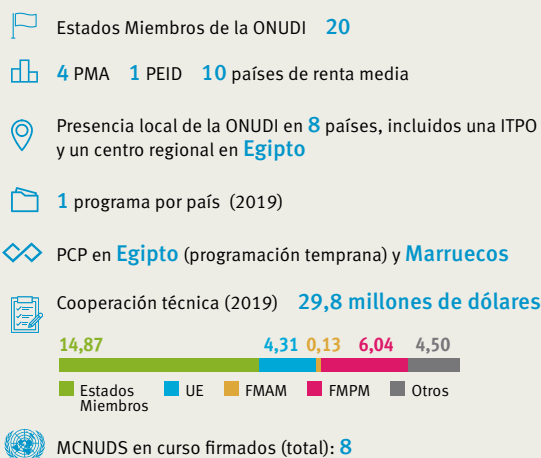 Estados Miembros de la ONUDI 20
4 PMA 1 PEID 10 países de renta media
Presencia local de la ONUDI en 8 países, incluidos una ITPO
y un centro regional en Egipto
1 programa por país (2019)
PCP en Egipto (programación temprana) y Marruecos
Cooperación técnica (2019) 29,8 millones de dólares
14,87 4,31 0,13 6,04 4,50
Estados UE FMAM FMPM Otros
Miembros
MCNUDS en curso firmados (total): 8